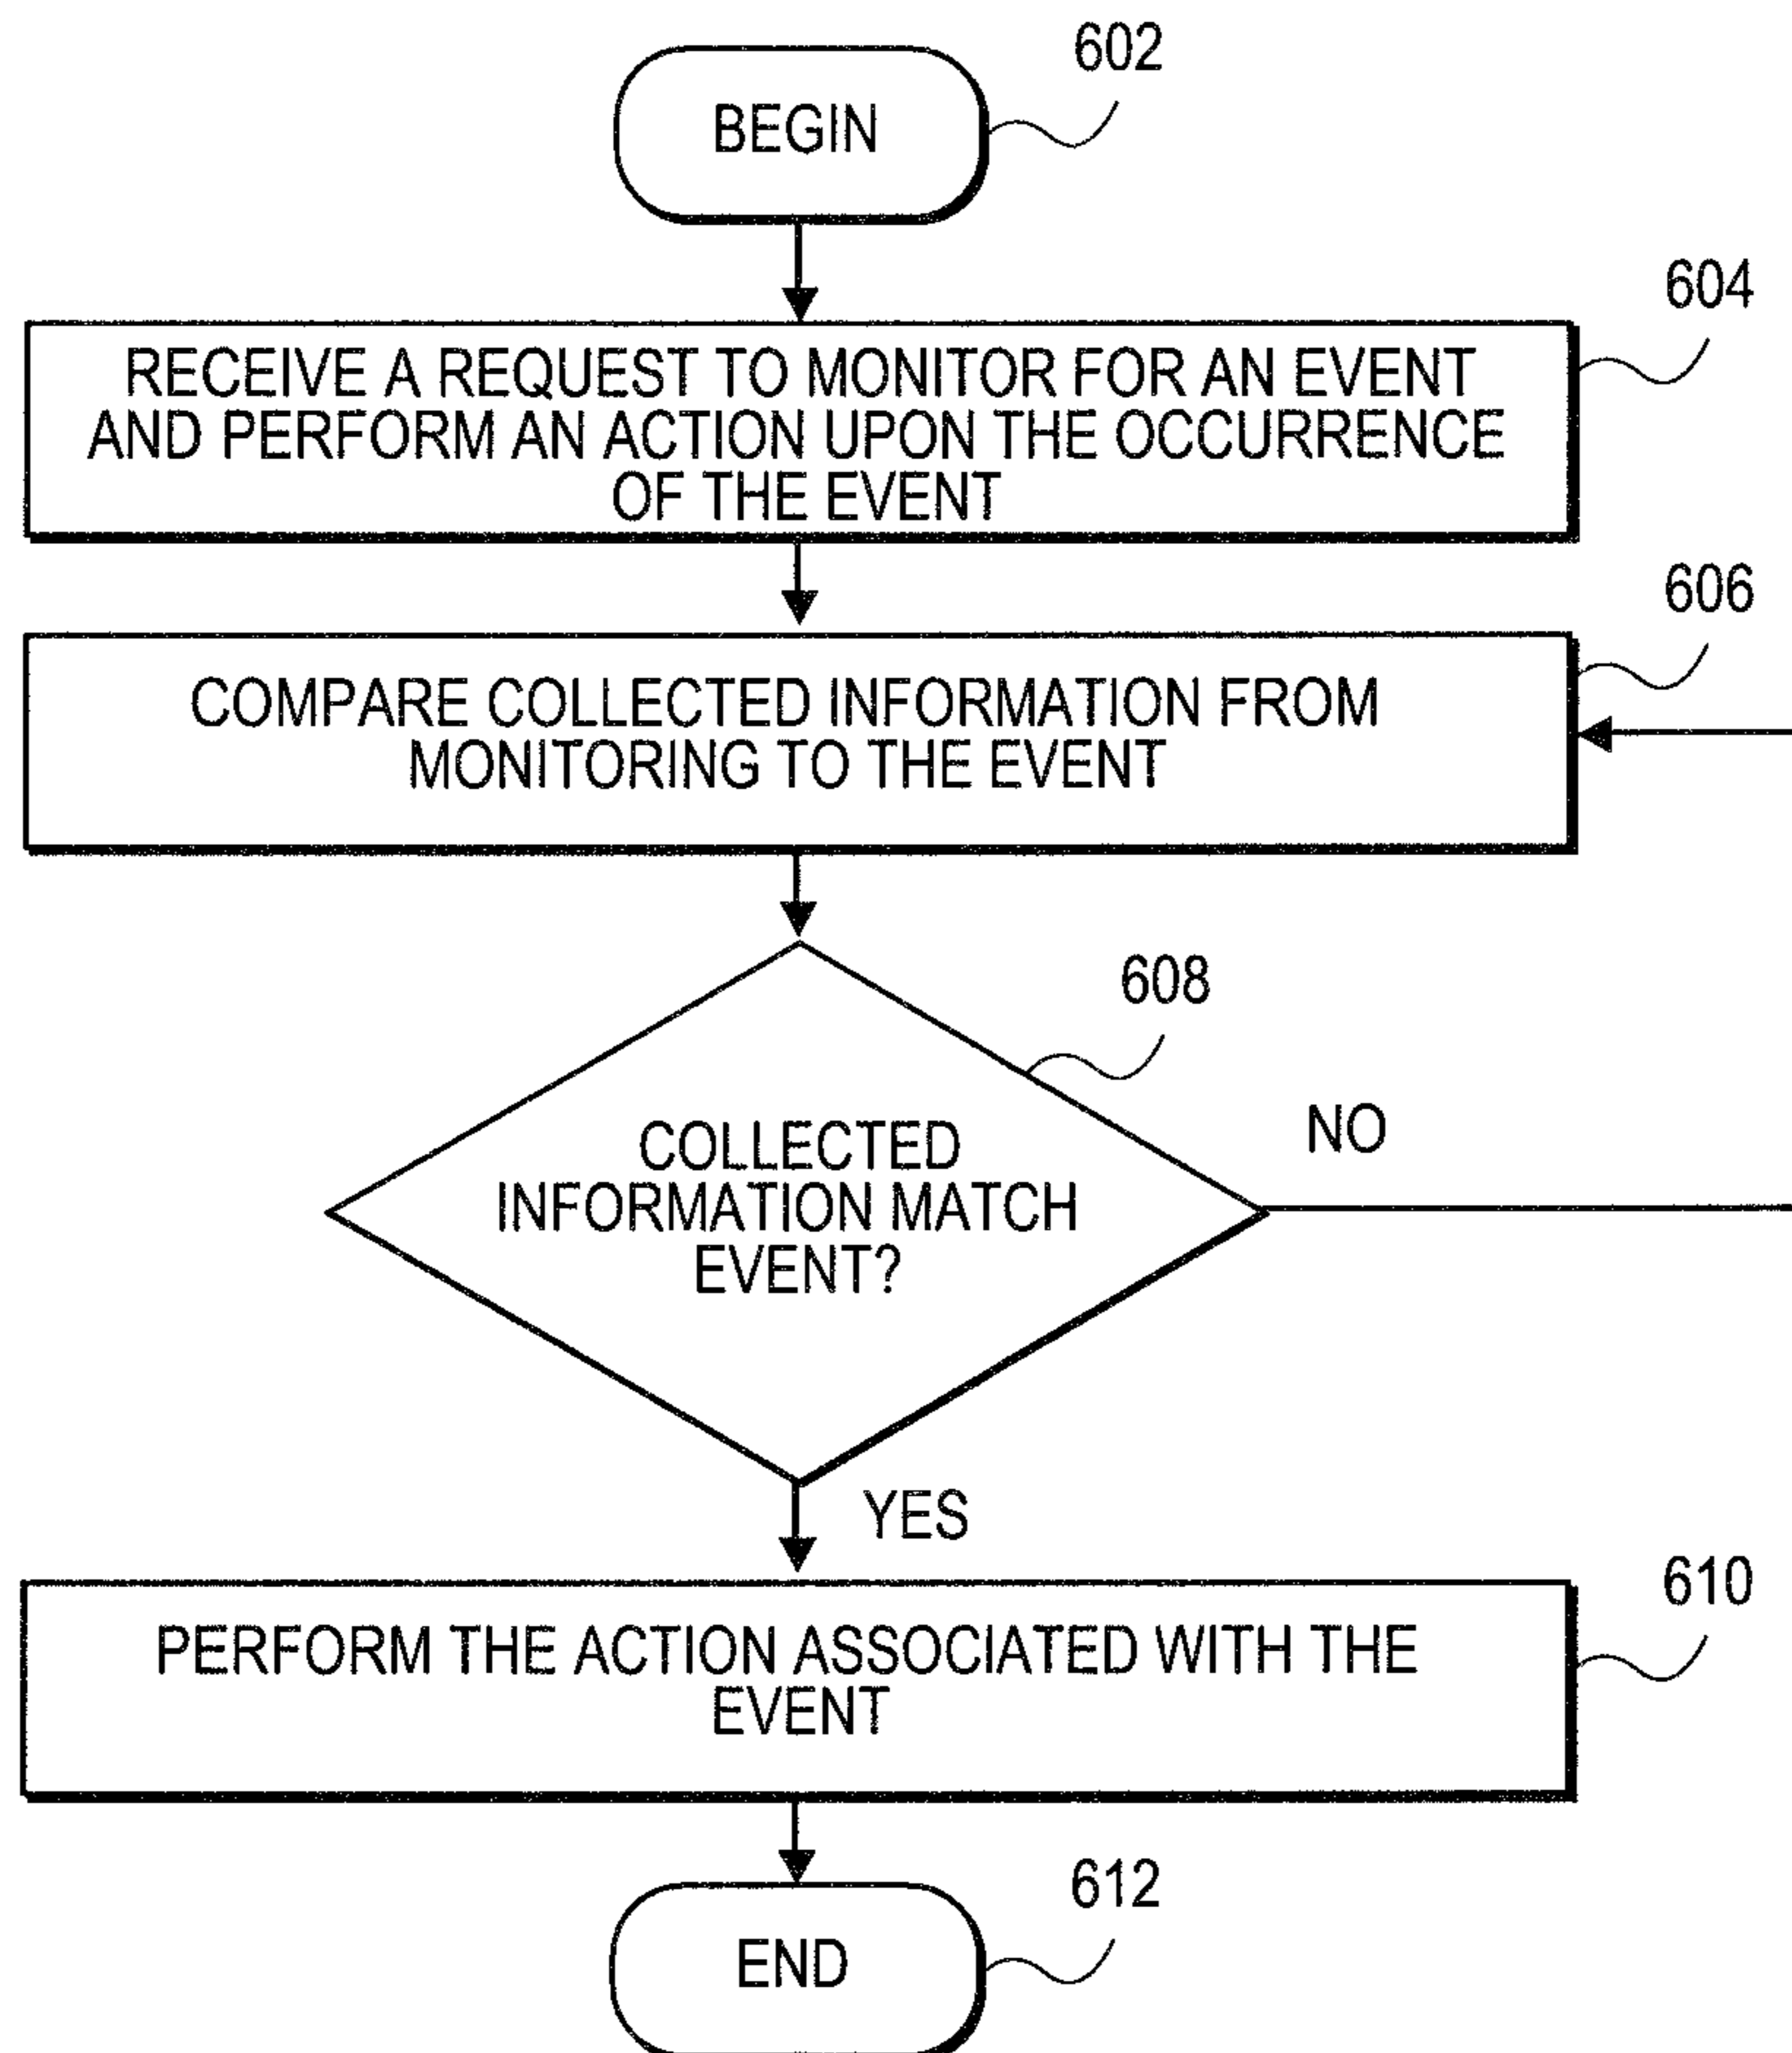 602
BEGIN
604
RECEIVE A REQUEST TO MONITOR FOR AN EVENT
AND PERFORM AN ACTION UPON THE OCCURRENCE
OF THE EVENT
606
COMPARE COLLECTED INFORMATION FROM
MONITORING TO THE EVENT
608
COLLECTED
INFORMATION MATCH
EVENT?
NO
YES
610
PERFORM THE ACTION ASSOCIATED WITH THE
EVENT
612
END